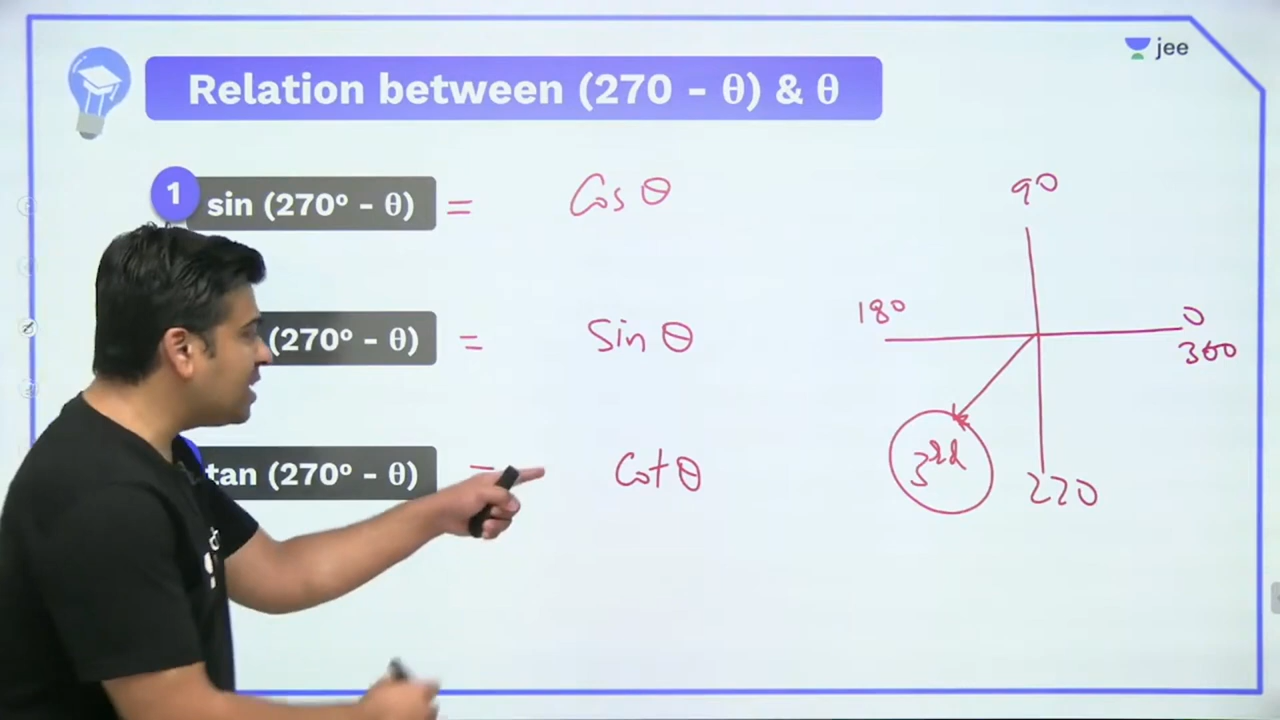 jee
Relation between (270 - θ) & θ
1
sin (270° - θ) = Cos θ
(270° - θ) = Sin θ
tan (270° - θ) = Cot θ
90
180
0
360
3rd
270